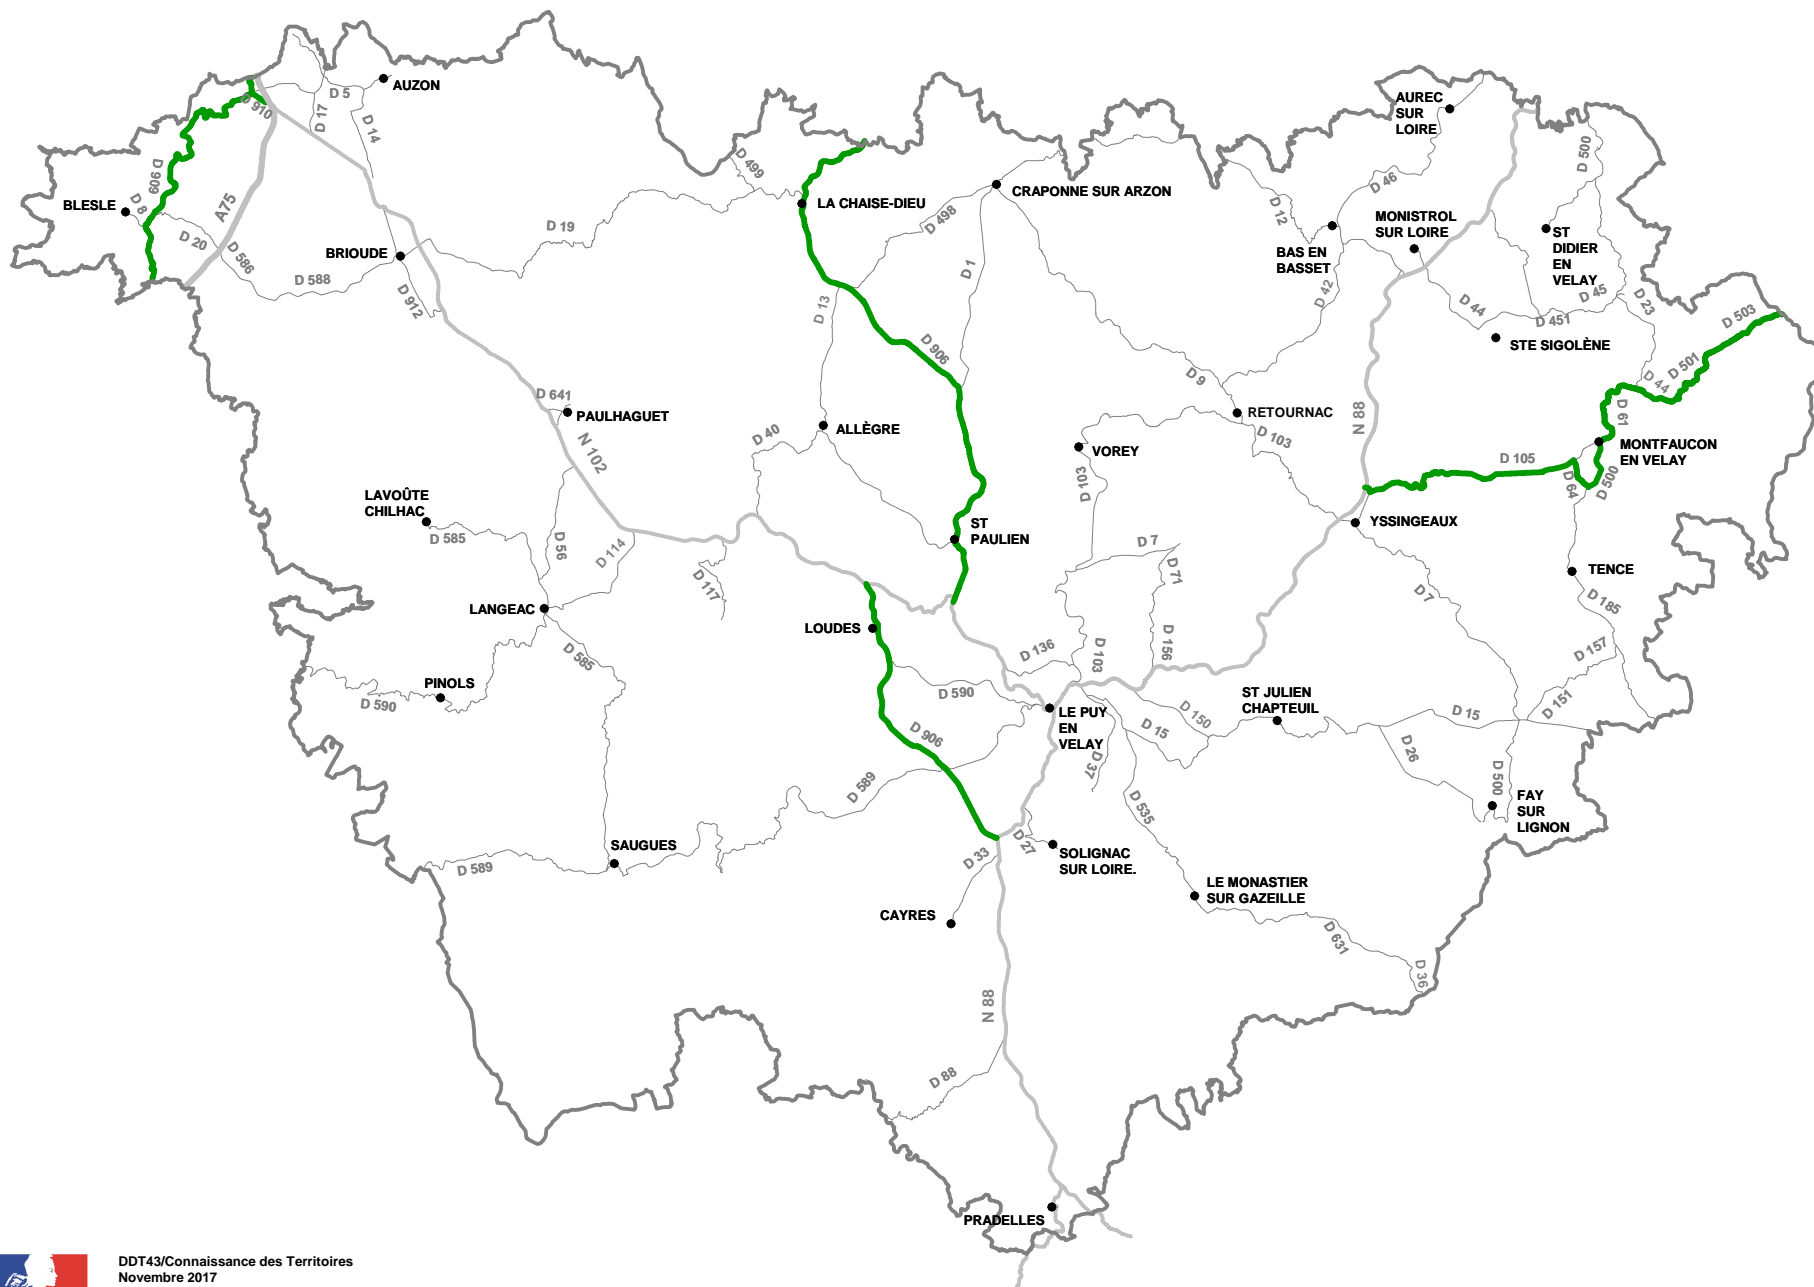 AUZON
D 5
D 910
D 17
D 14
AUREC
SUR
LOIRE
D 500
D 499
D 909
BLESLE
D 8
A75
D 20
D 586
D 588
BRIOUDE
D 912
D 19
LA CHAISE-DIEU
D 498
CRAPONNE SUR ARZON
D 1
D 12
D 46
BAS EN
BASSET
MONISTROL
SUR LOIRE
ST
DIDIER
EN
VELAY
D 42
D 44
D 45
D 451
D 23
D 503
STE SIGOLÈNE
D 13
D 906
D 9
D 501
D 44
D 641
PAULHAGUET
N 102
D 40
ALLÈGRE
VOREY
RETOURNAC
D 103
N 88
D 61
MONTFAUCON
EN VELAY
D 105
D 64
D 500
LAVOÛTE
CHILHAC
D 585
D 56
D 114
D 117
ST
PAULIEN
D 103
D 7
D 71
YSSINGEAUX
TENCE
D 185
D 7
LANGEAC
LOUDES
D 585
D 136
D 103
D 156
D 157
PINOLS
D 590
D 590
LE PUY
EN
VELAY
D 150
D 15
ST JULIEN
CHAPTEUIL
D 15
D 151
D 906
D 37
D 26
D 500
D 589
D 535
FAY
SUR
LIGNON
SAUGUES
D 589
D 33
D 27
SOLIGNAC
SUR LOIRE.
LE MONASTIER
SUR GAZEILLE
CAYRES
D 631
D 36
N 88
D 88
PRADELLES
DDT43/Connaissance des Territoires
Novembre 2017